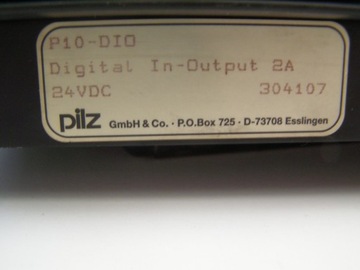 P10-DIO
Digital In-Output 2A
24VDC 304107
pilz GmbH & Co. · P.O.Box 725 · D-73708 Esslingen